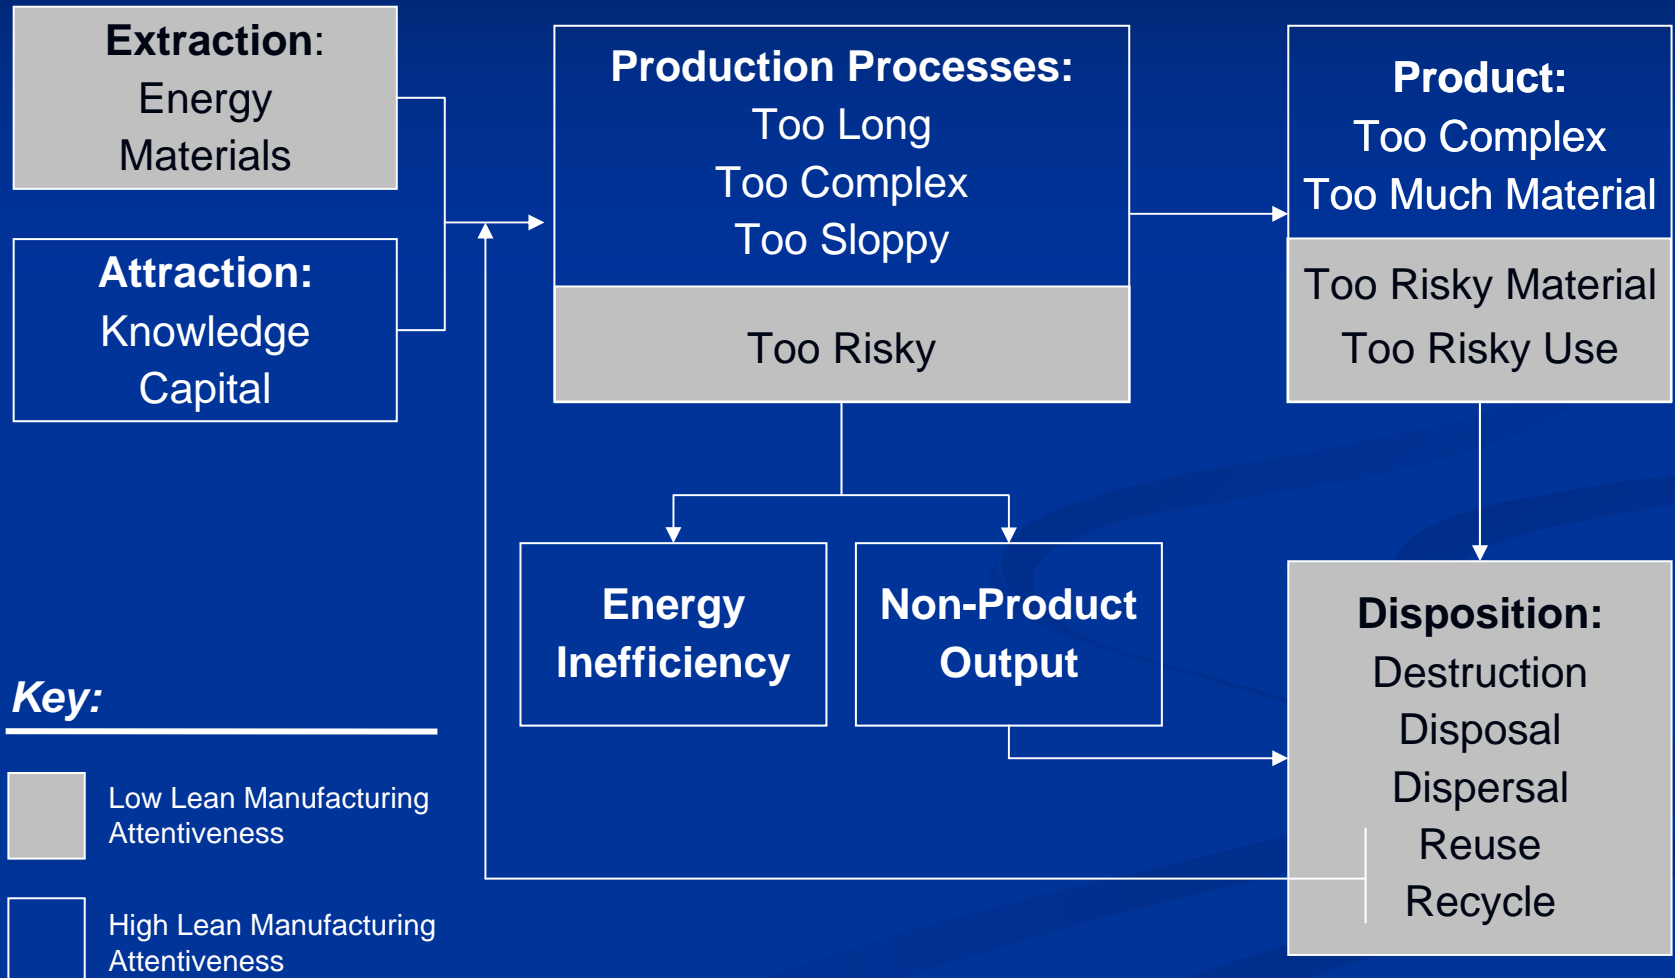 Extraction:
Energy
Materials
Attraction:
Knowledge
Capital
Production Processes:
Too Long
Too Complex
Too Sloppy
Too Risky
Product:
Too Complex
Too Much Material
Too Risky Material
Too Risky Use
Energy
Inefficiency
Non-Product
Output
Disposition:
Destruction
Disposal
Dispersal
Reuse
Recycle
Key:
Low Lean Manufacturing
Attentiveness
High Lean Manufacturing
Attentiveness